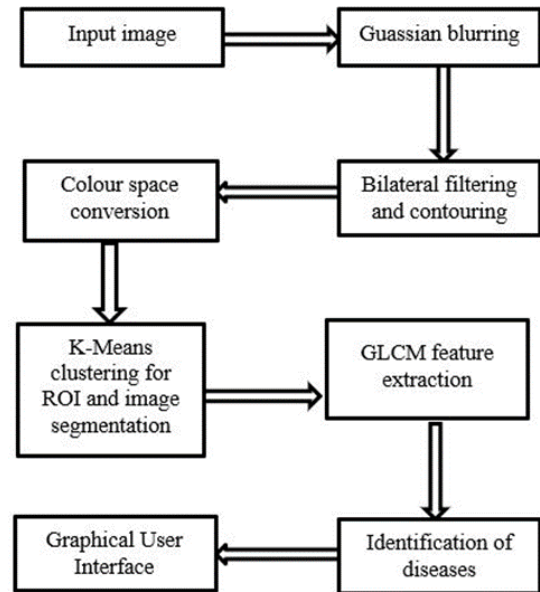 Input image
Guassian blurring
Bilateral filtering
and contouring
Colour space
conversion
K-Means
clustering for
ROI and image
segmentation
GLCM feature
extraction
Identification of
diseases
Graphical User
Interface